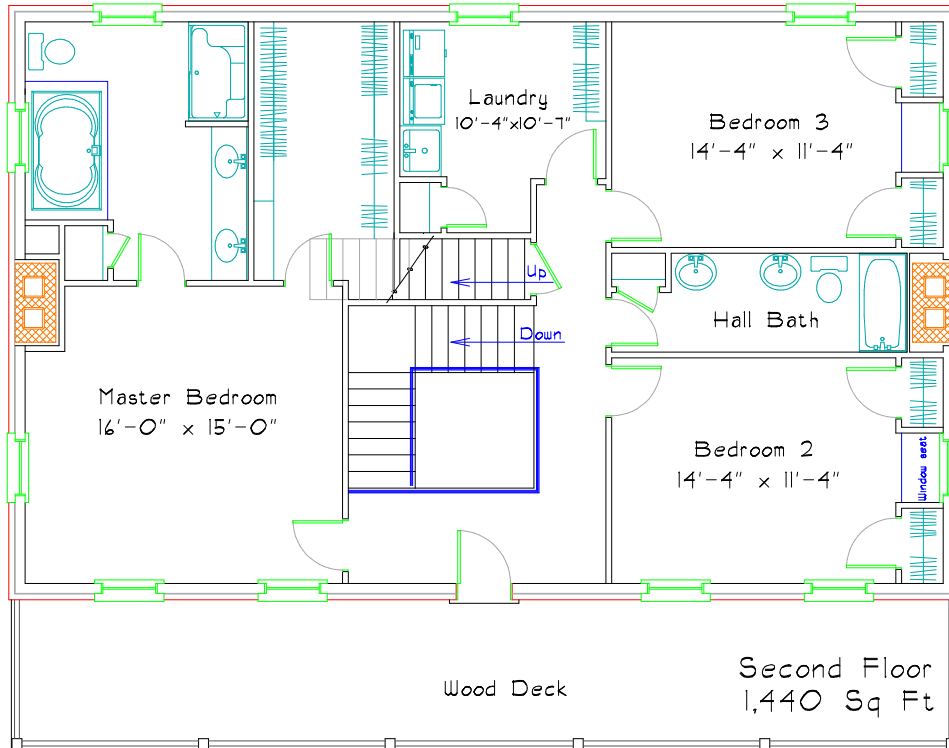 Laundry
10'-4"x10'-7"
Bedroom 3
14'-4" x 11'-4"
Up
Down
Hall Bath
Master Bedroom
16'-0" x 15'-0"
Bedroom 2
14'-4" x 11'-4"
Window seat
Wood Deck
Second Floor
1,440 Sq Ft